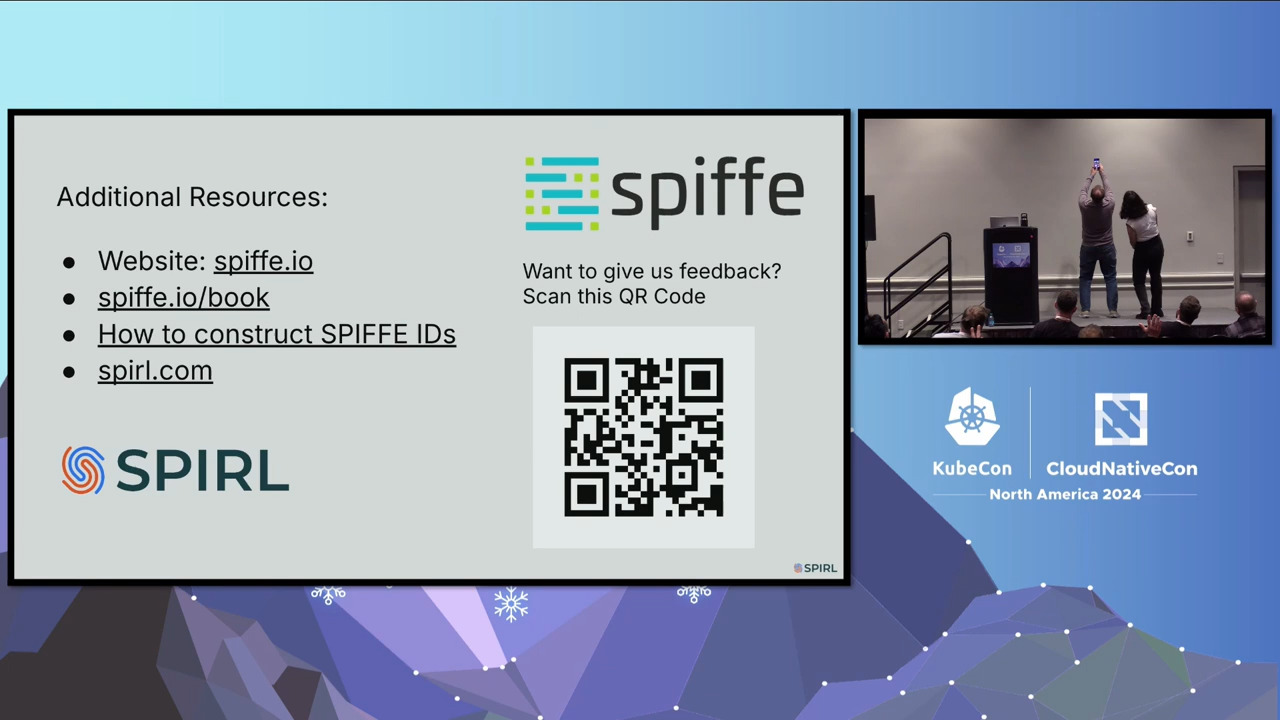 Additional Resources:
Website: spiffe.io
spiffe.io/book
How to construct SPIFFE IDs
spirl.com
SPIRL
spiffe
Want to give us feedback?
Scan this QR Code
SPIRL
KubeCon
CloudNativeCon
North America 2024